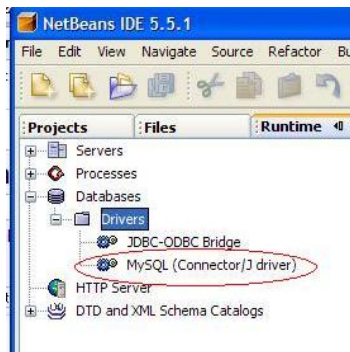 NetBeans IDE 5.5.1
File Edit View Navigate Source Refactor Bu
Projects Files Runtime
Servers
Processes
Databases
Drivers
JDBC-ODBC Bridge
MySQL (Connector/J driver)
HTTP Server
DTD and XML Schema Catalogs